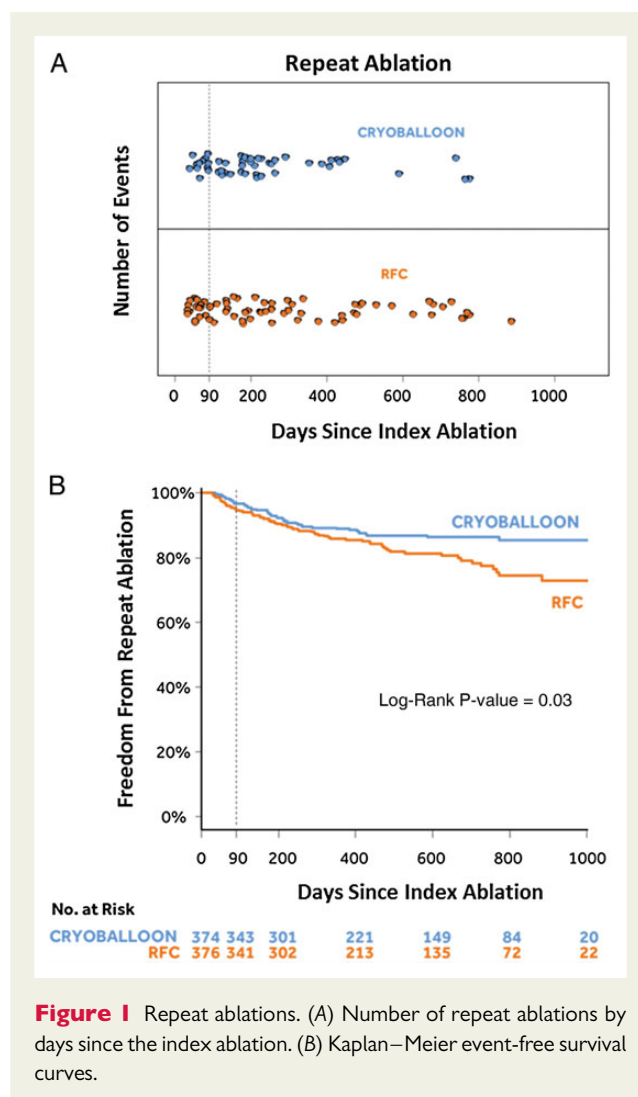 A
Repeat Ablation
Number of Events
CRYOBALLOON
RFC
0 90 200 400 600 800 1000
Days Since Index Ablation
B
Freedom From Repeat Ablation
100%
80%
60%
40%
20%
0%
CRYOBALLOON
RFC
Log-Rank P-value = 0.03
0 90 200 400 600 800 1000
Days Since Index Ablation
No. at Risk
CRYOBALLOON 374 343 301 221 149 84 20
RFC 376 341 302 213 135 72 22
Figure 1 Repeat ablations. (A) Number of repeat ablations by
days since the index ablation. (B) Kaplan–Meier event-free survival
curves.